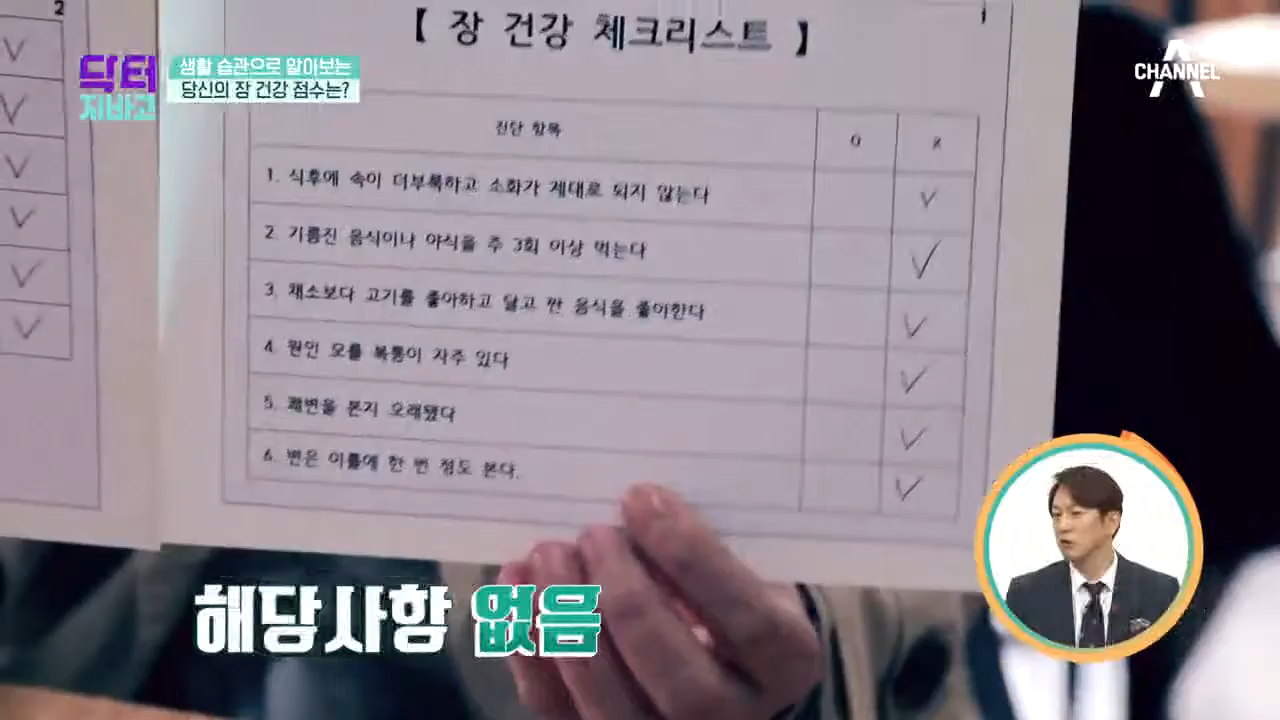 2
1
【 장 건강 체크리스트 】
닥터
지바고
생활 습관으로 알아보는
당신의 장 건강 점수는?
CHANNEL A
진단 항목 O X
1. 식후에 속이 더부룩하고 소화가 제대로 되지 않는다
2. 기름진 음식이나 야식을 주 3회 이상 먹는다
3. 채소보다 고기를 좋아하고 달고 짠 음식을 좋아한다
4. 원인 모를 복통이 자주 있다
5. 쾌변을 본지 오래됐다
6. 변은 이틀에 한 번 정도 본다.
해당사항 없음